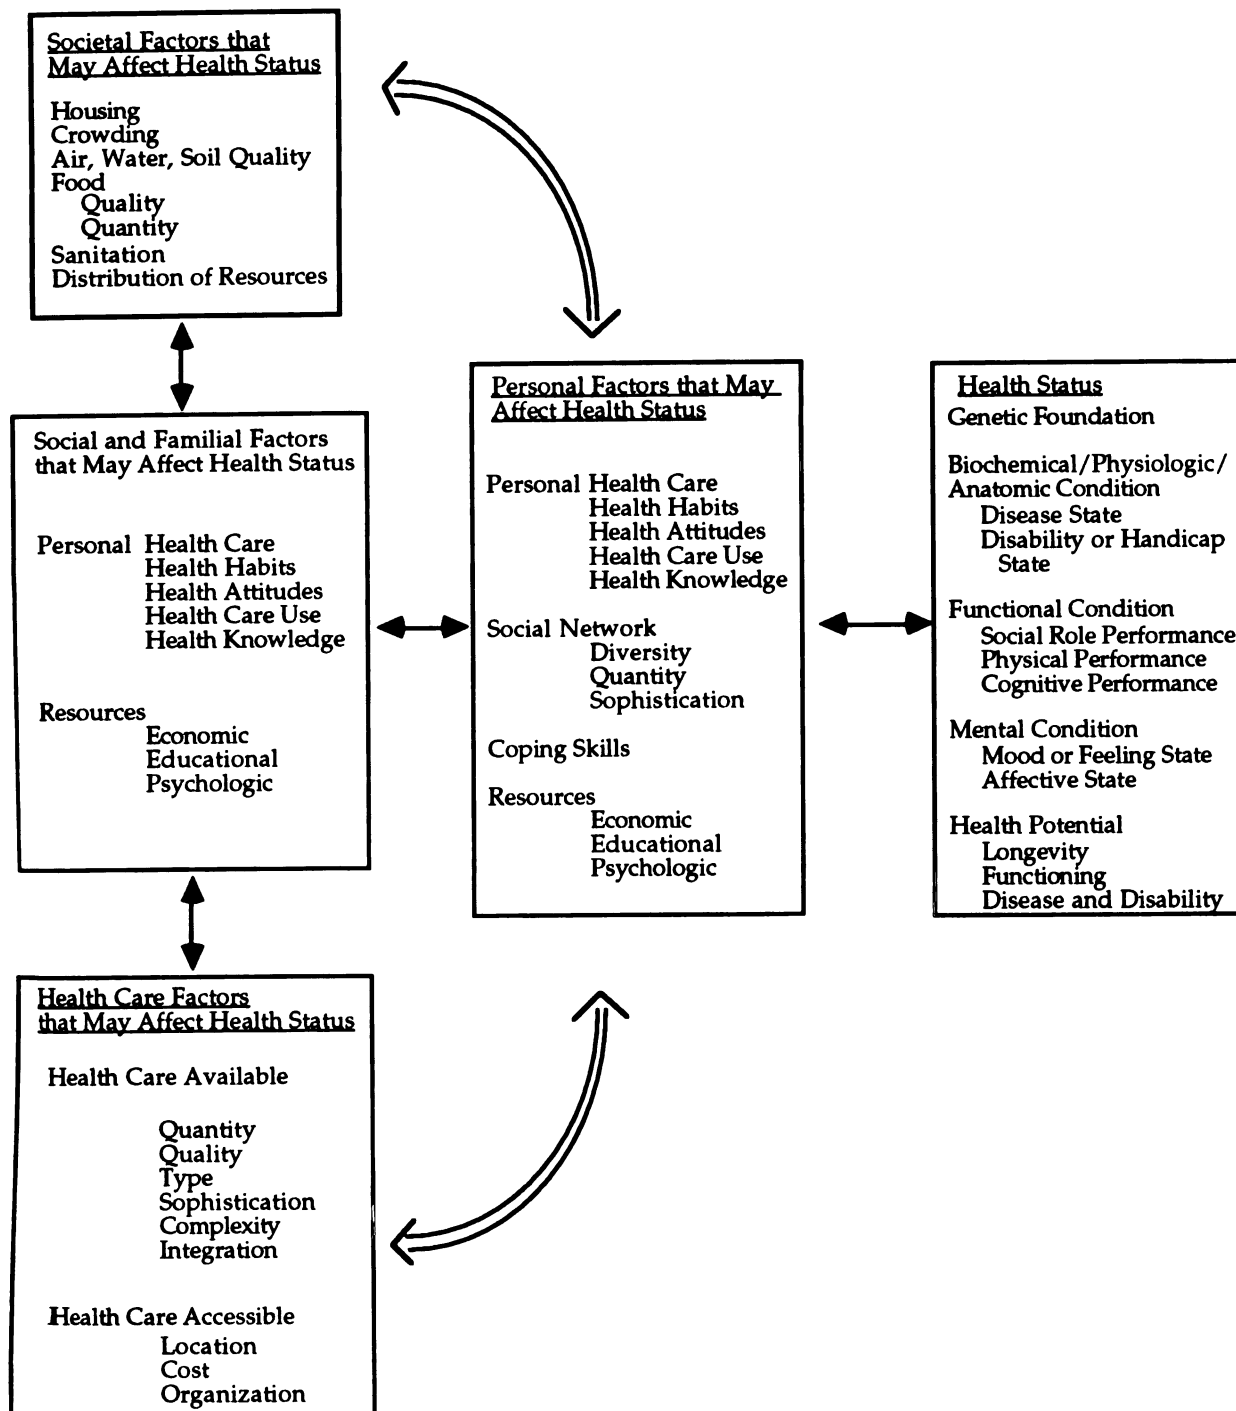 Societal Factors that
May Affect Health Status
Housing
Crowding
Air, Water, Soil Quality
Food
Quality
Quantity
Sanitation
Distribution of Resources
Social and Familial Factors
that May Affect Health Status
Personal Health Care
Health Habits
Health Attitudes
Health Care Use
Health Knowledge
Resources
Economic
Educational
Psychologic
Health Care Factors
that May Affect Health Status
Health Care Available
Quantity
Quality
Type
Sophistication
Complexity
Integration
Health Care Accessible
Location
Cost
Organization
Personal Factors that May
Affect Health Status
Personal Health Care
Health Habits
Health Attitudes
Health Care Use
Health Knowledge
Social Network
Diversity
Quantity
Sophistication
Coping Skills
Resources
Economic
Educational
Psychologic
Health Status
Genetic Foundation
Biochemical/Physiologic/
Anatomic Condition
Disease State
Disability or Handicap
State
Functional Condition
Social Role Performance
Physical Performance
Cognitive Performance
Mental Condition
Mood or Feeling State
Affective State
Health Potential
Longevity
Functioning
Disease and Disability